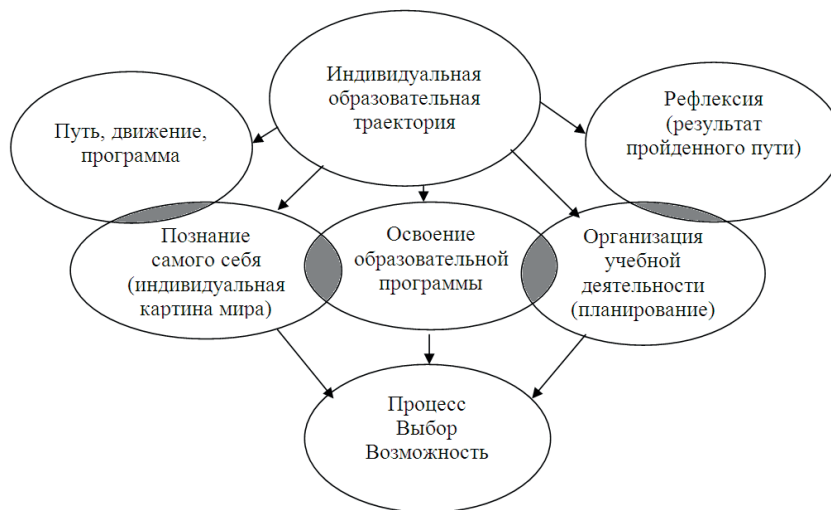 Индивидуальная
образовательная
траектория
Путь, движение,
программа
Рефлексия
(результат
пройденного пути)
Познание
самого себя
(индивидуальная
картина мира)
Освоение
образовательной
программы
Организация
учебной
деятельности
(планирование)
Процесс
Выбор
Возможность